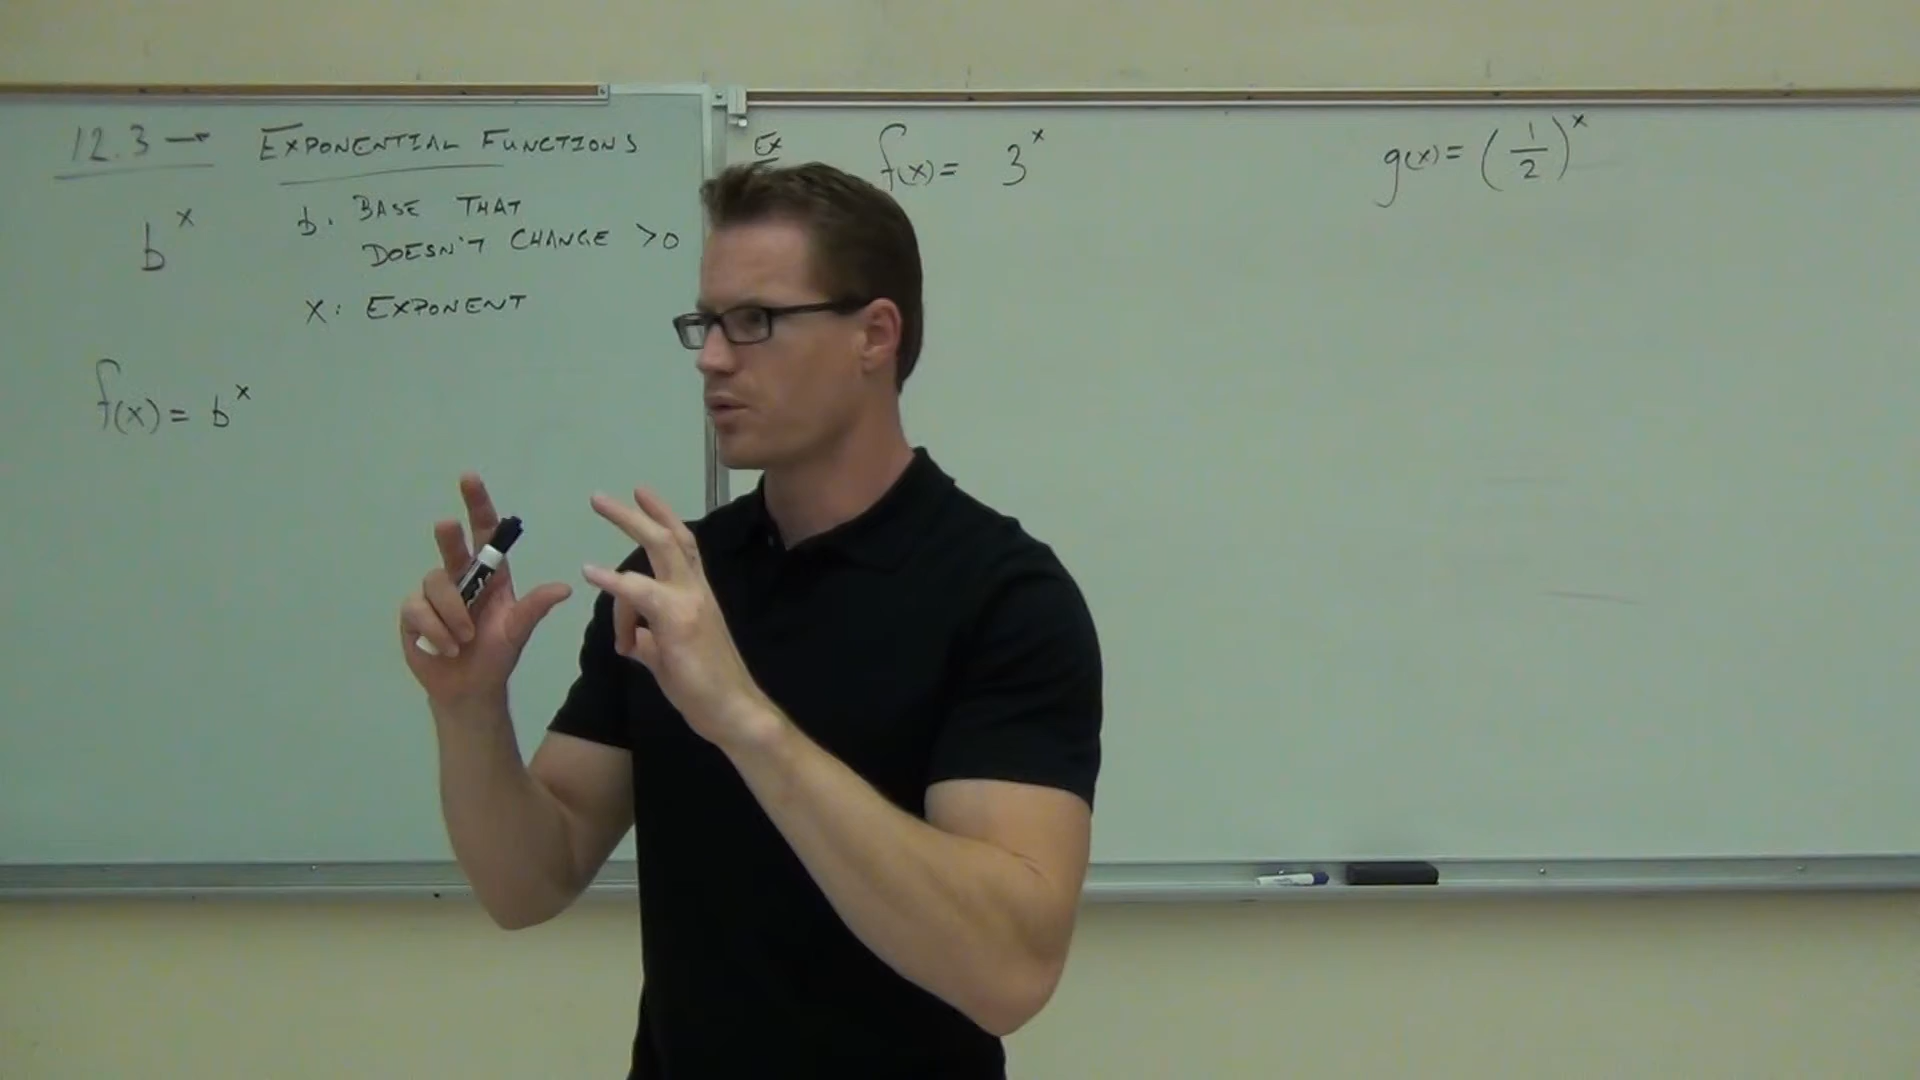 12.3 → EXPONENTIAL FUNCTIONS
b^x
b: BASE THAT
DOESN'T CHANGE >0
X: EXPONENT
f(x) = b^x
Ex
f(x) = 3^x
g(x) = (1/2)^x